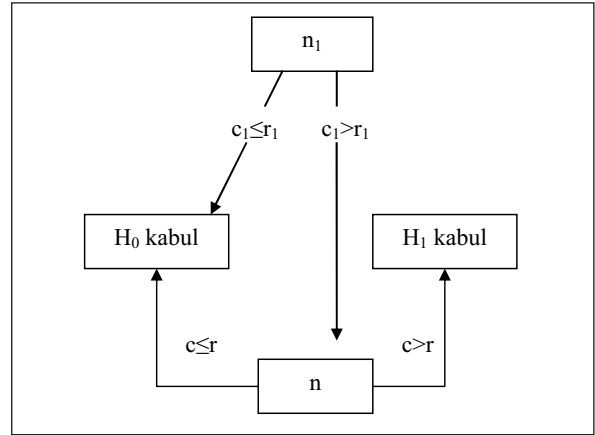 n₁
c₁≤r₁ c₁>r₁
H₀ kabul H₁ kabul
c≤r c>r
n